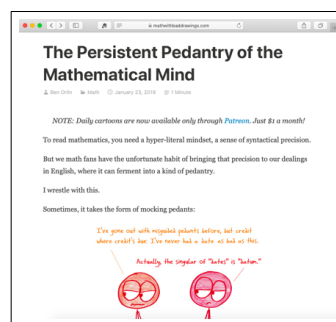 mathwithbaddrawings.com
The Persistent Pedantry of the
Mathematical Mind
Ben Orlin Math January 23, 2019 1 Minute
NOTE: Daily cartoons are now available only through Patreon. Just $1 a month!
To read mathematics, you need a hyper-literal mindset, a sense of syntactical precision.
But we math fans have the unfortunate habit of bringing that precision to our dealings
in English, where it can ferment into a kind of pedantry.
I wrestle with this.
Sometimes, it takes the form of mocking pedants:
I've gone out with misguided pedants before, but credit
where credit's due: I've never had a date as bad as this.
Actually, the singular of "dates" is "datum."